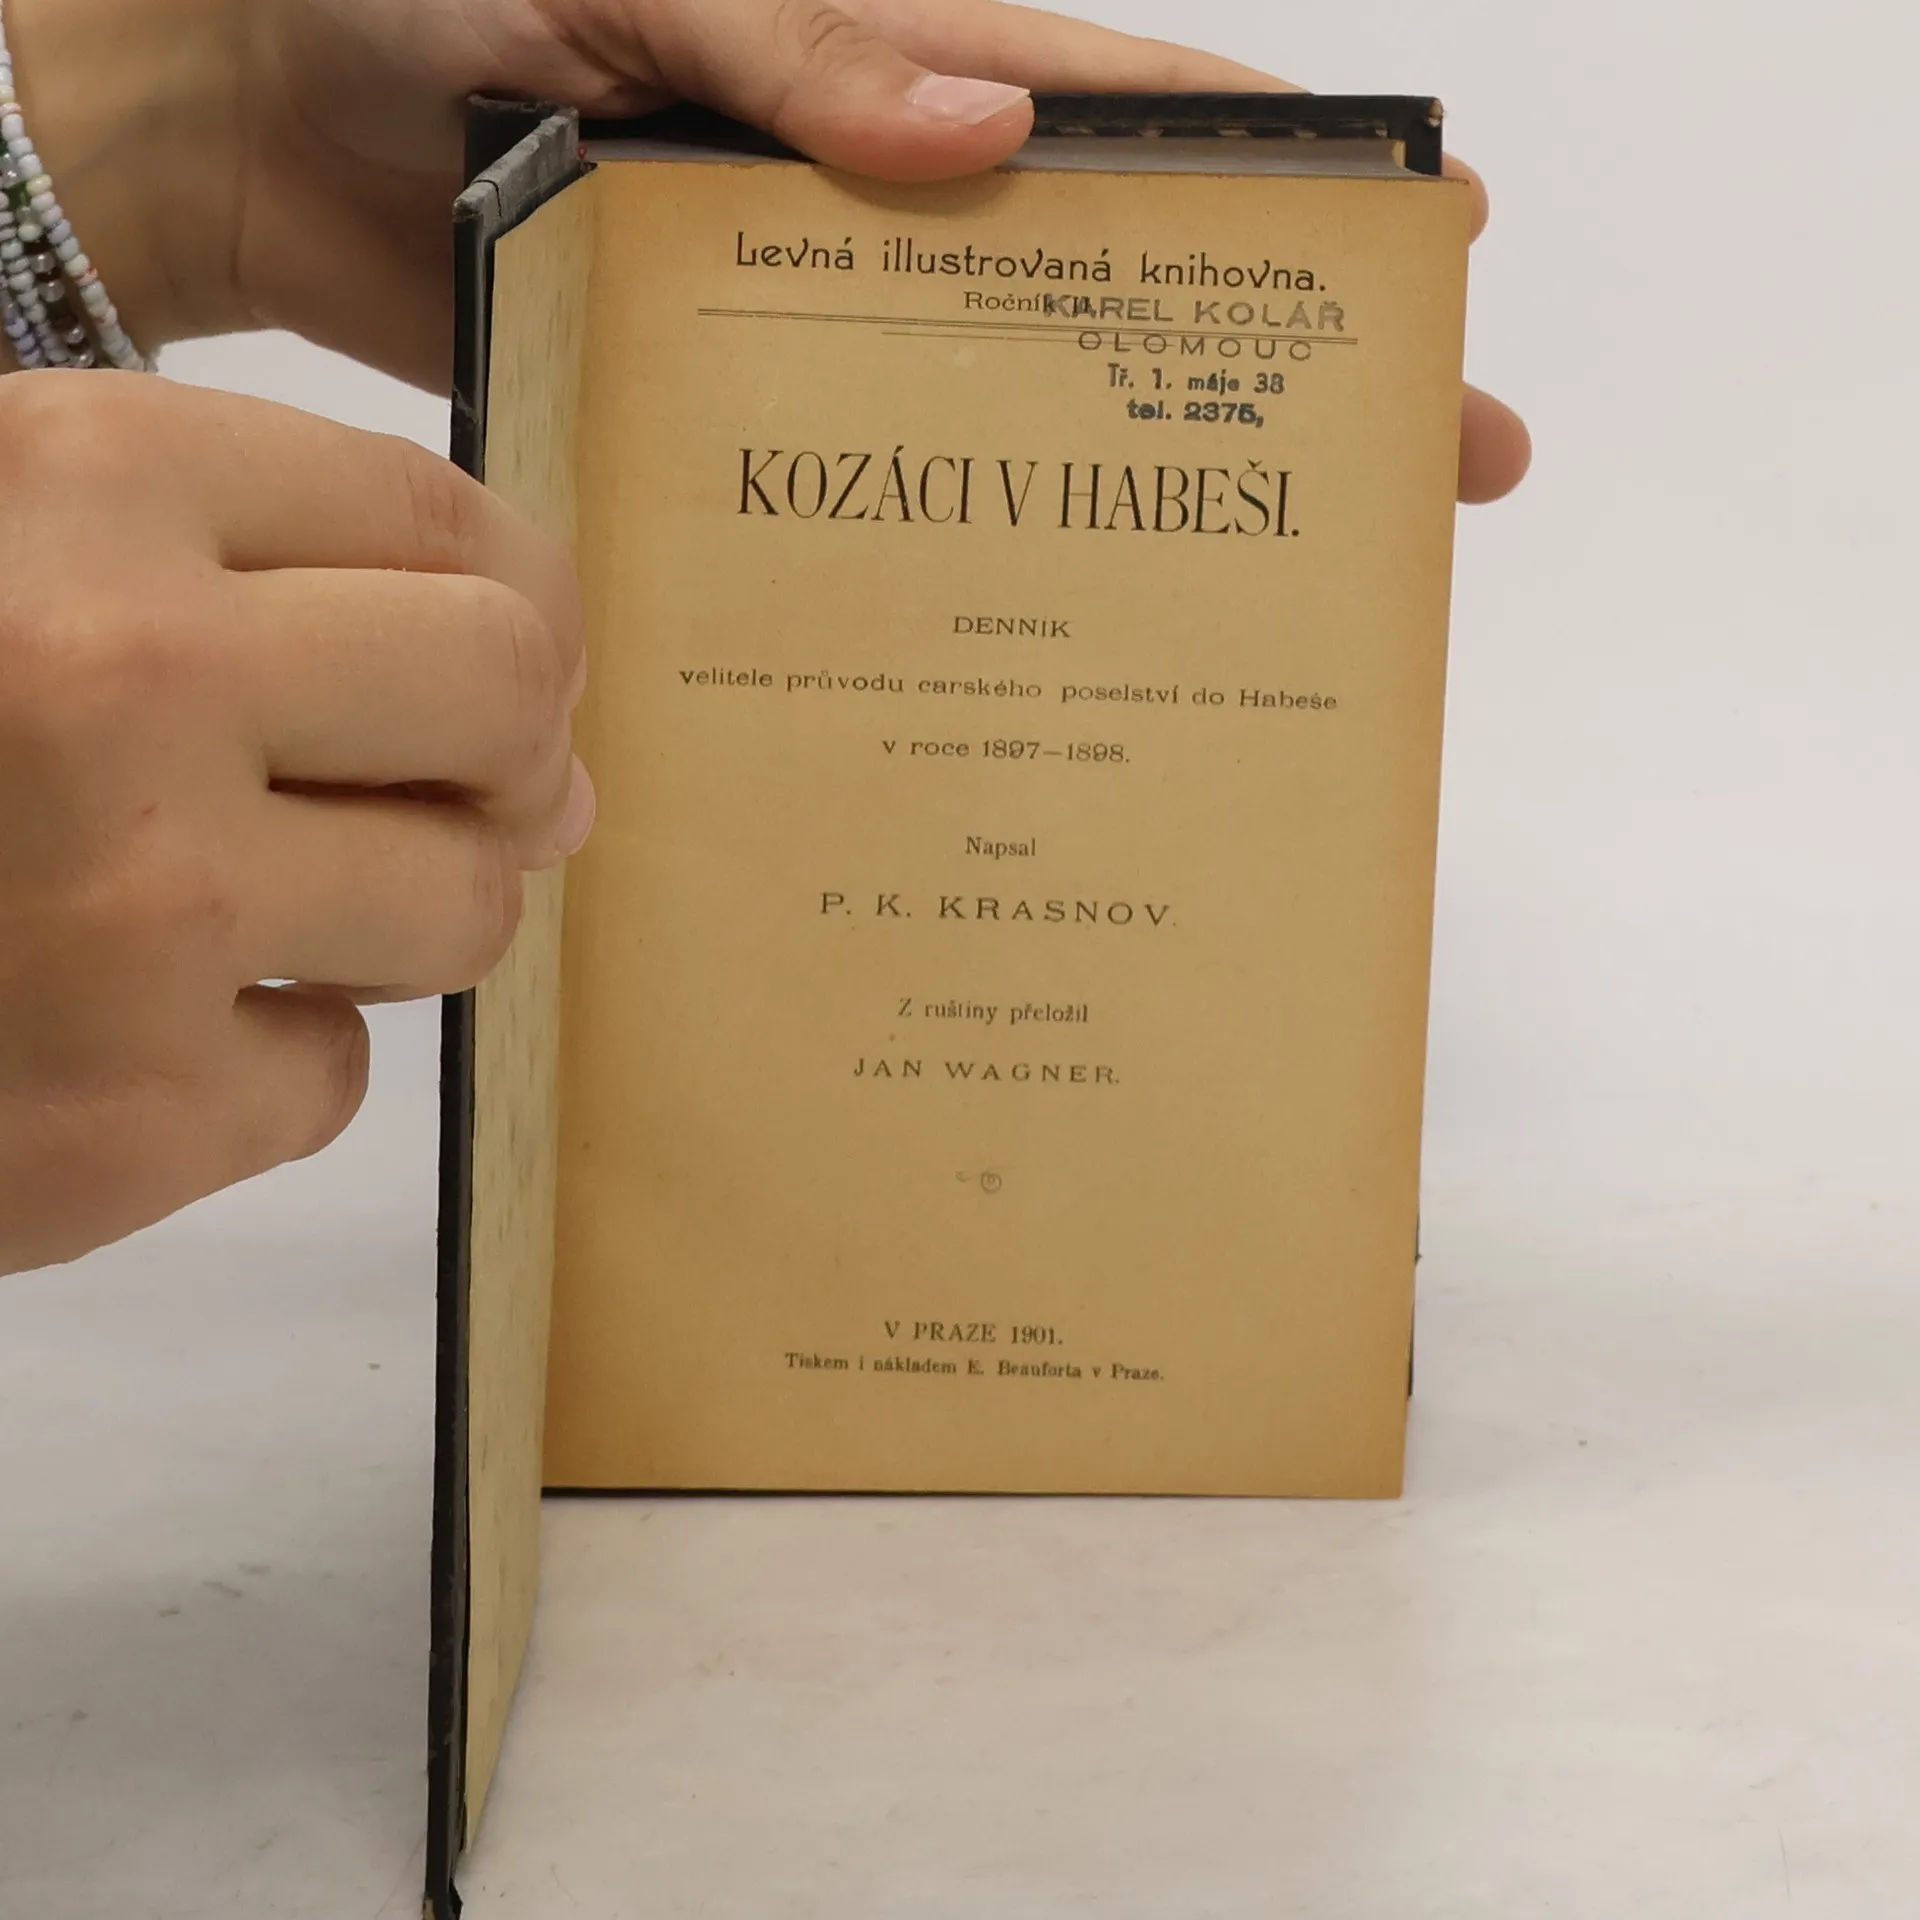 Levná illustrovaná knihovna.
Ročník
KAREL KOLÁŘ
OLOMOUC
Tř. 1. máje 38
tel. 2375,
KOZÁCI V HABEŠI.
DENNIK
velitele průvodu carského poselství do Habeše
v roce 1897—1898.
Napsal
P. K. KRASNOV.
Z ruštiny přeložil
JAN WAGNER.
V PRAZE 1901.
Tiskem i nákladem E. Beauforta v Praze.